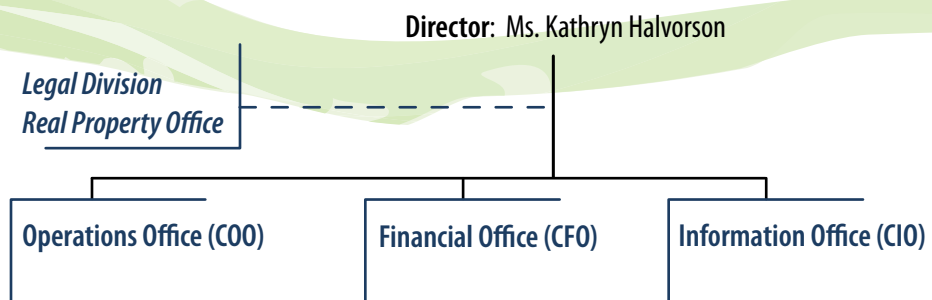 Director: Ms. Kathryn Halvorson
Legal Division
Real Property Office
Operations Office (COO)
Financial Office (CFO)
Information Office (CIO)